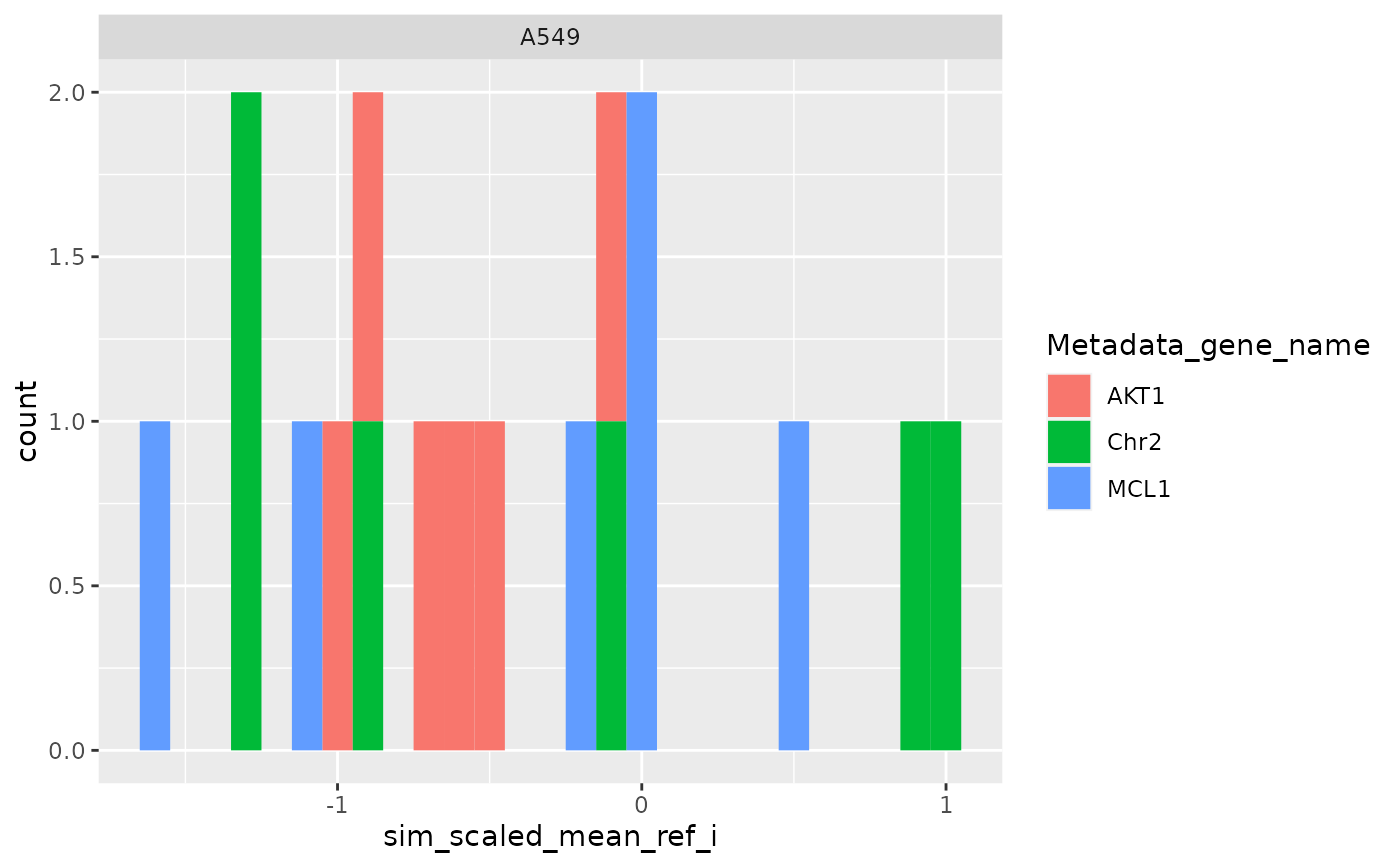 A549
2.0
1.5
1.0
0.5
0.0
count
-1 0 1
sim_scaled_mean_ref_i
Metadata_gene_name
AKT1
Chr2
MCL1